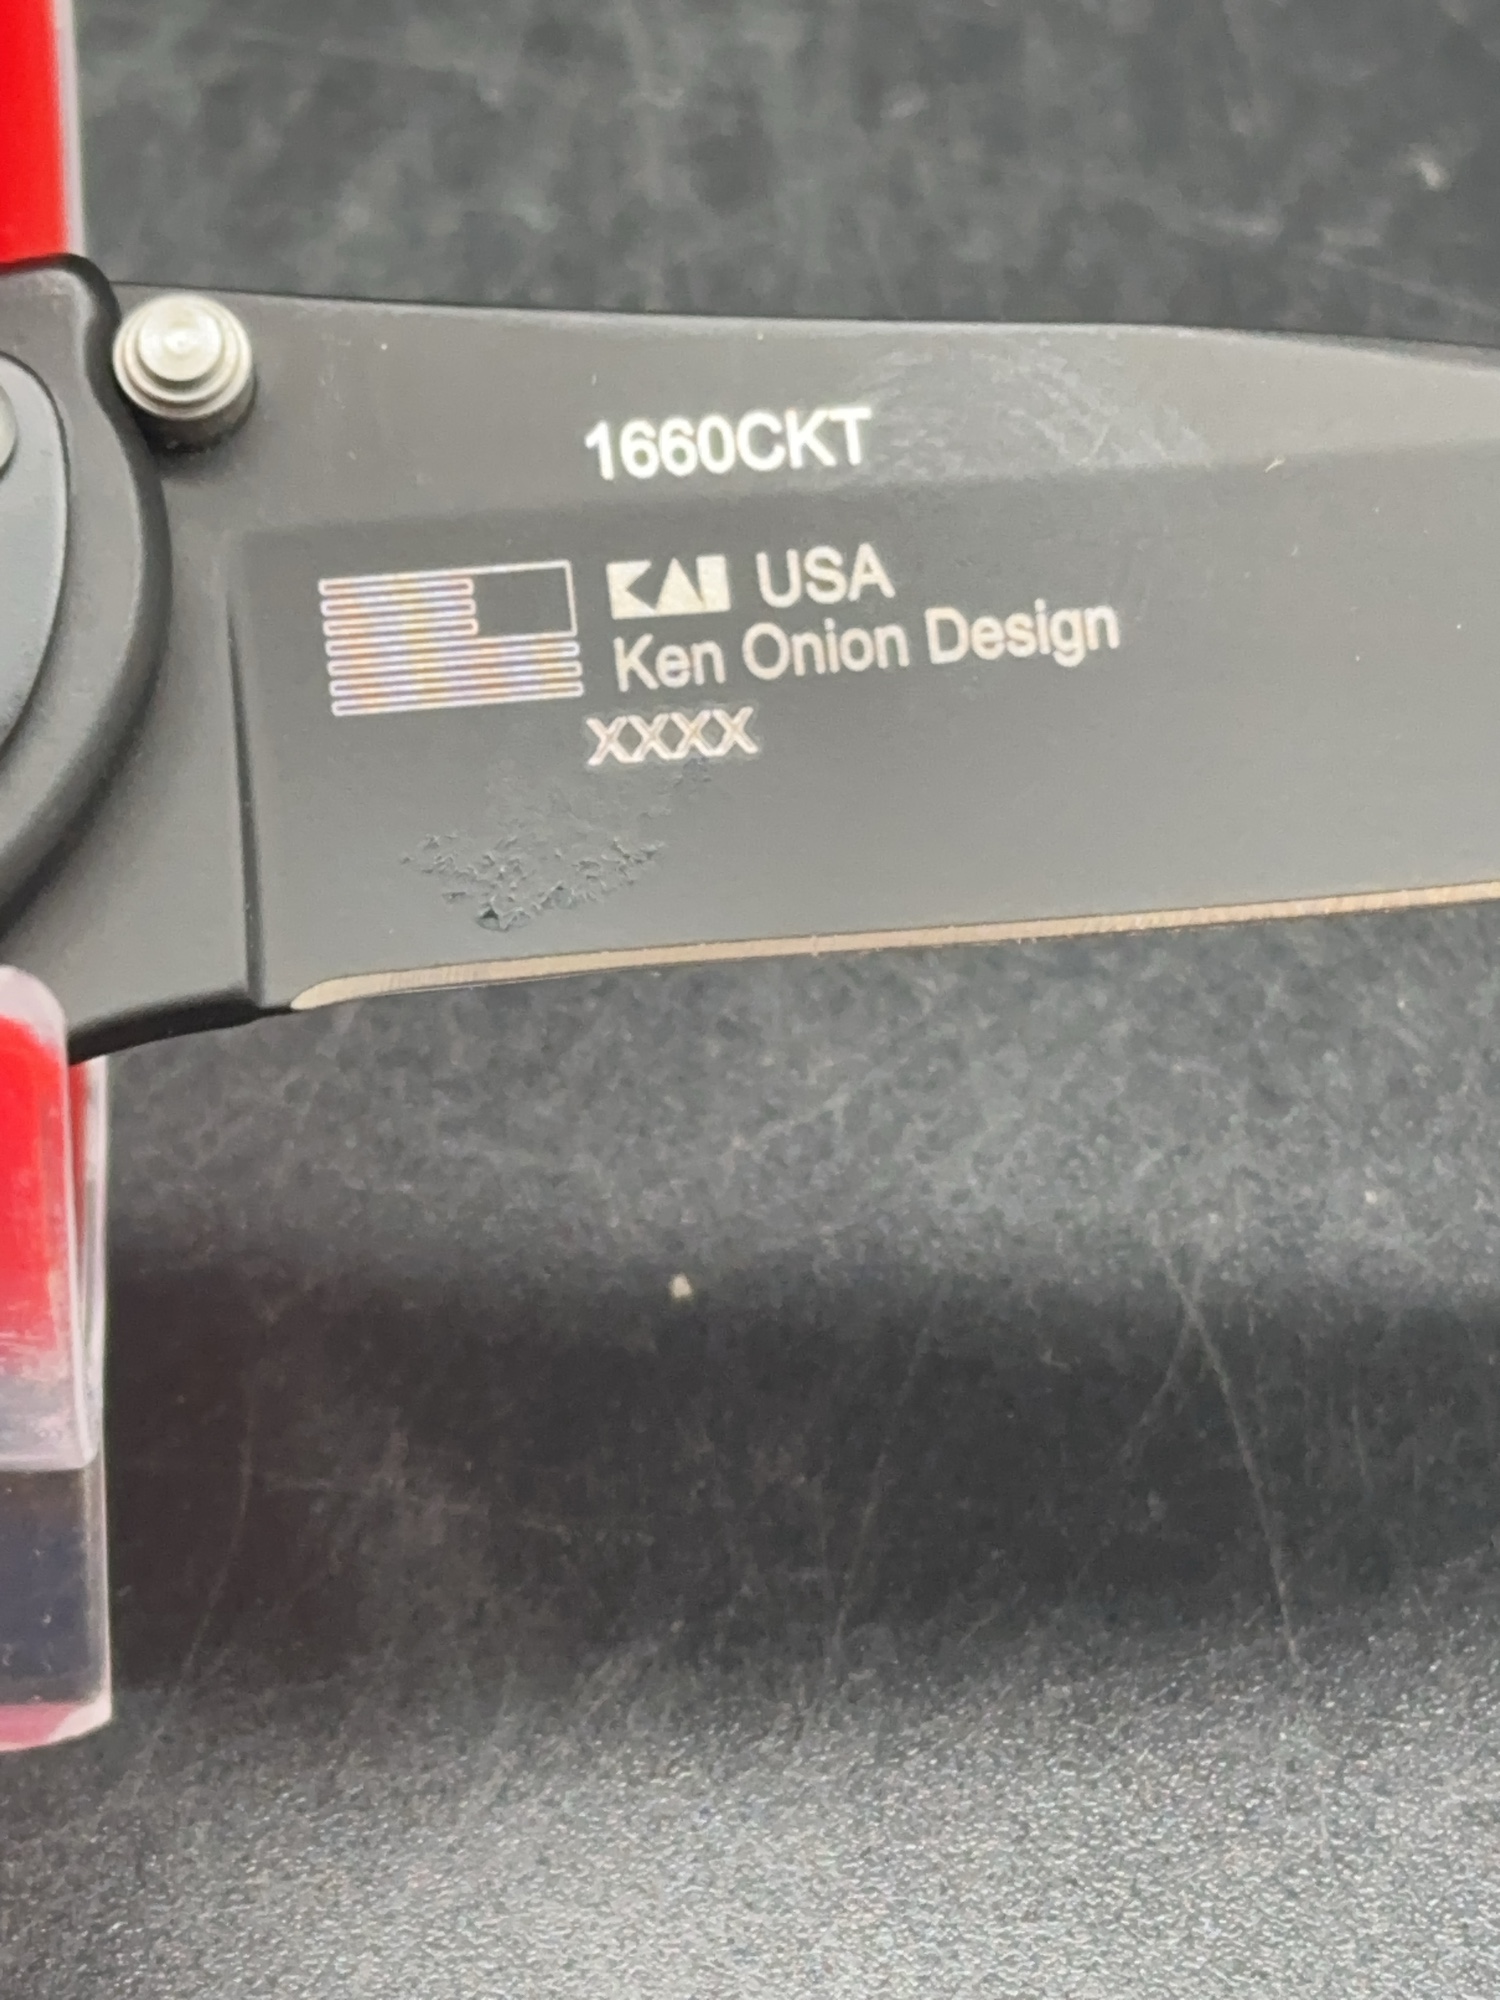 1660CKT
KAI USA
Ken Onion Design
XXXX